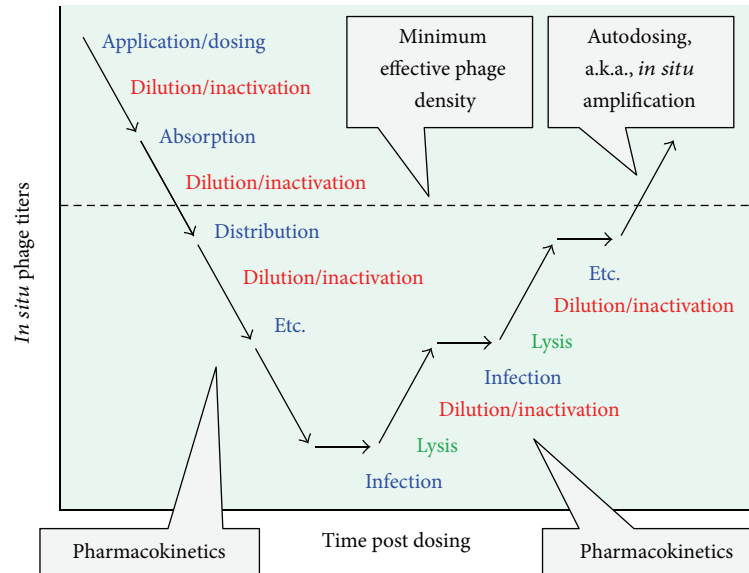 Application/dosing
Dilution/inactivation
Absorption
Dilution/inactivation
Distribution
Dilution/inactivation
Etc.
Minimum
effective phage
density
Autodosing,
a.k.a., in situ
amplification
Etc.
Dilution/inactivation
Lysis
Infection
Dilution/inactivation
Lysis
Infection
In situ phage titers
Pharmacokinetics
Time post dosing
Pharmacokinetics